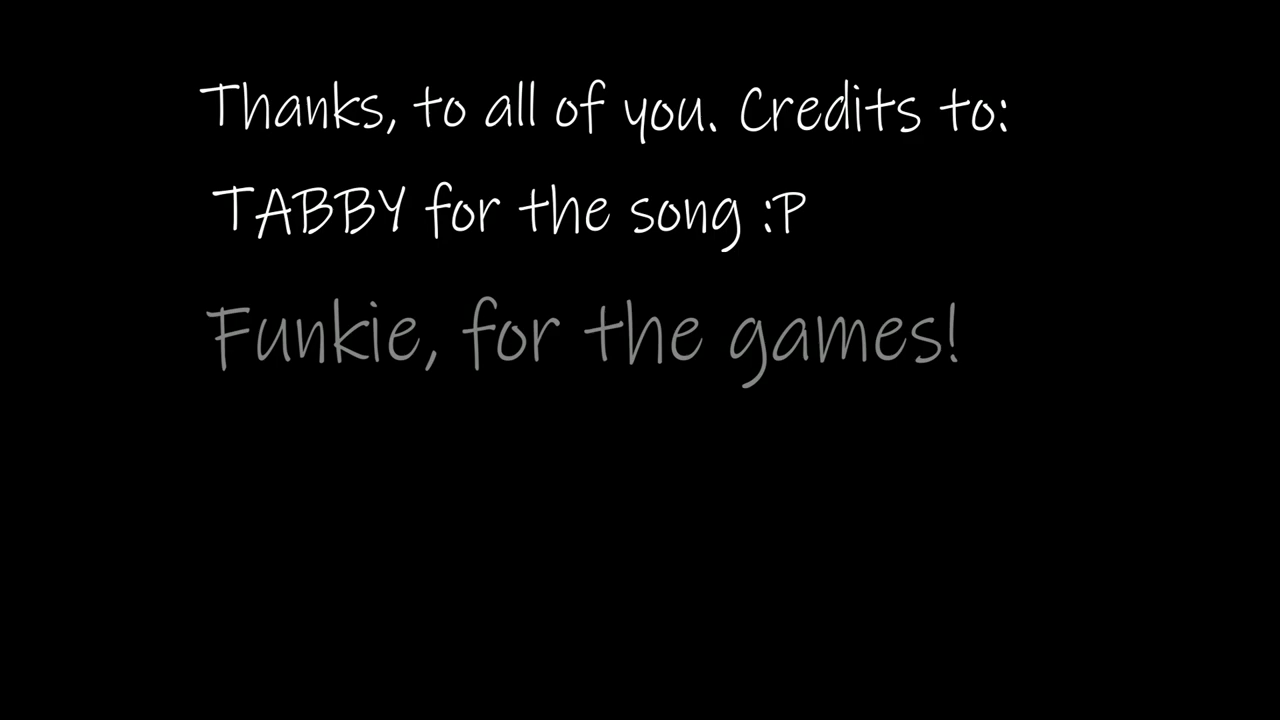 Thanks, to all of you. Credits to:
TABBY for the song :P
Funkie, for the games!